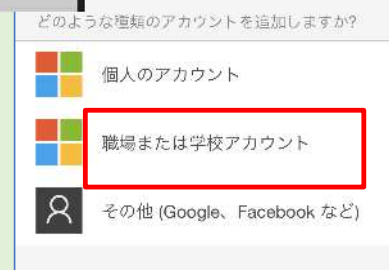 どのような種類のアカウントを追加しますか?
個人のアカウント
職場または学校アカウント
その他 (Google、Facebook など)